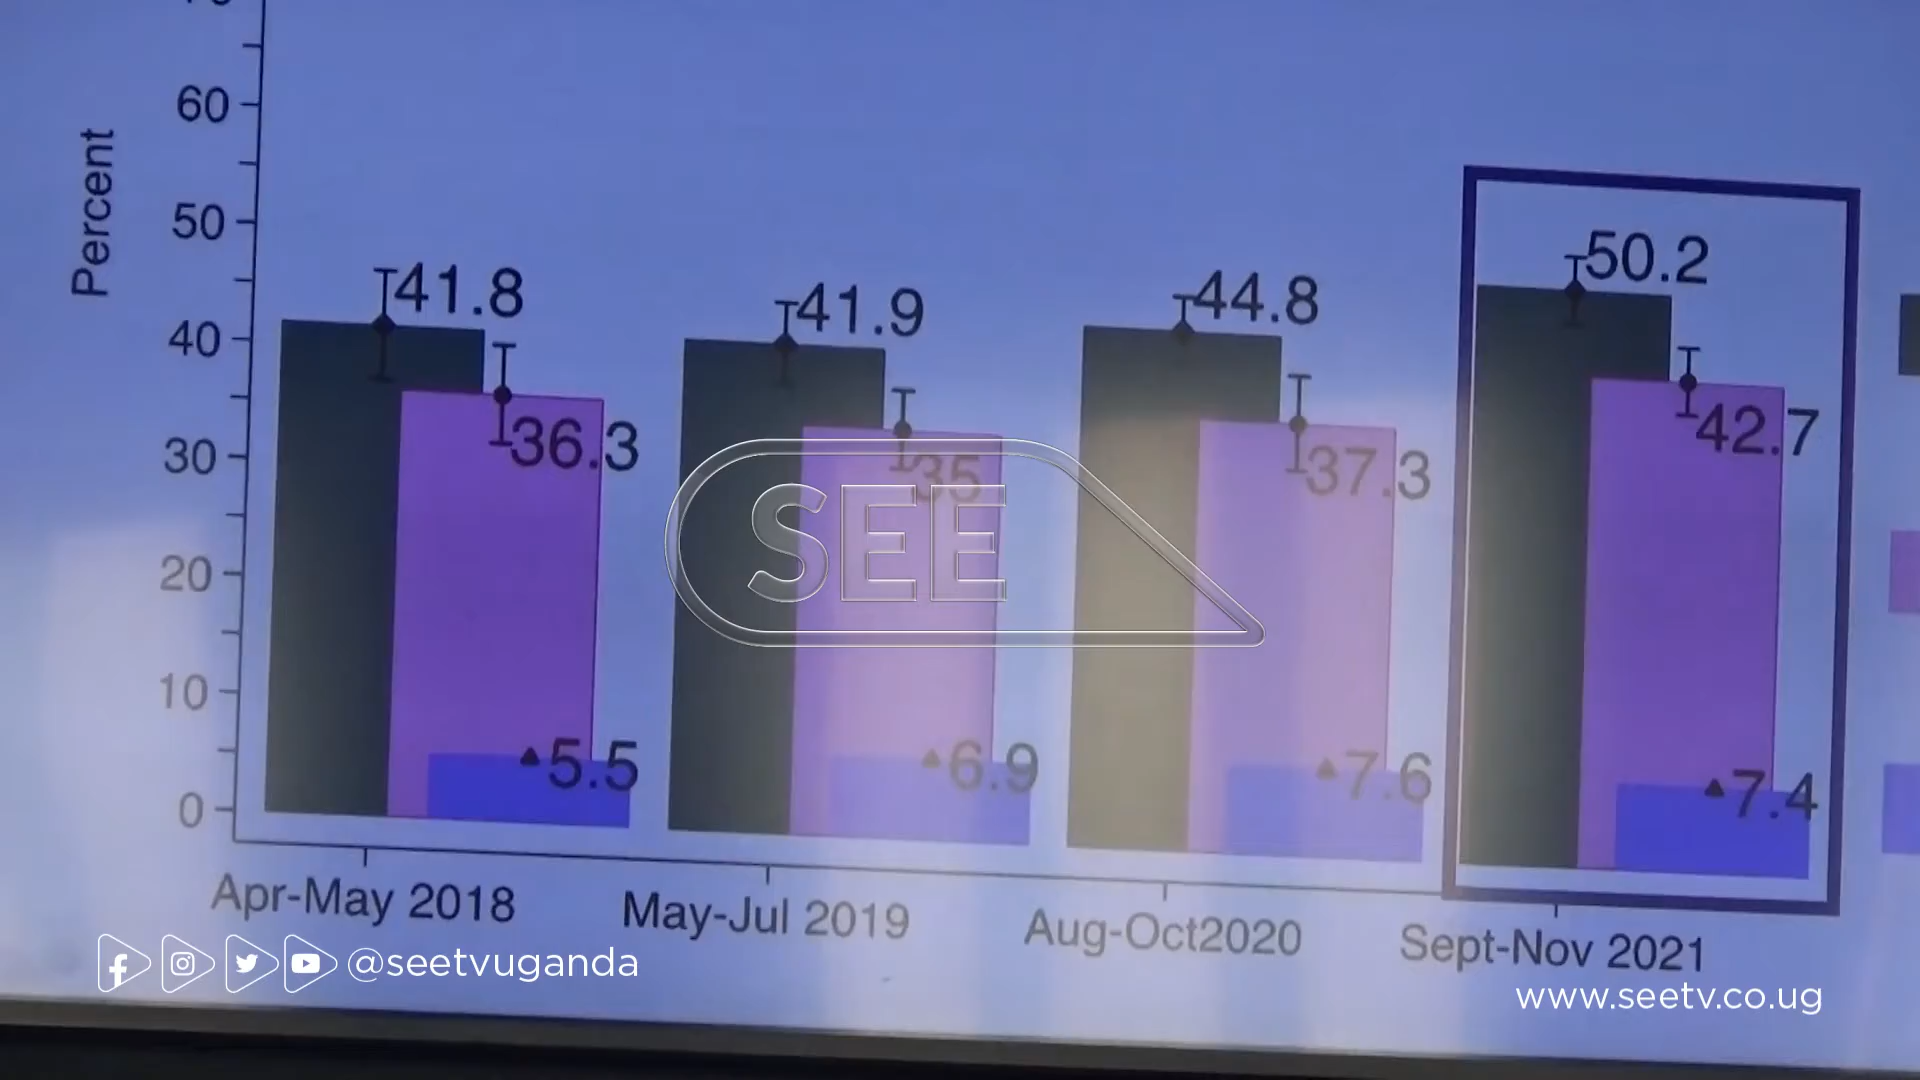 Percent
60
50
40
30
20
10
0
41.8
36.3
5.5
41.9
35
6.9
44.8
37.3
7.6
50.2
42.7
7.4
Apr-May 2018
May-Jul 2019
Aug-Oct2020
Sept-Nov 2021
SEE
@seetvuganda
www.seetv.co.ug